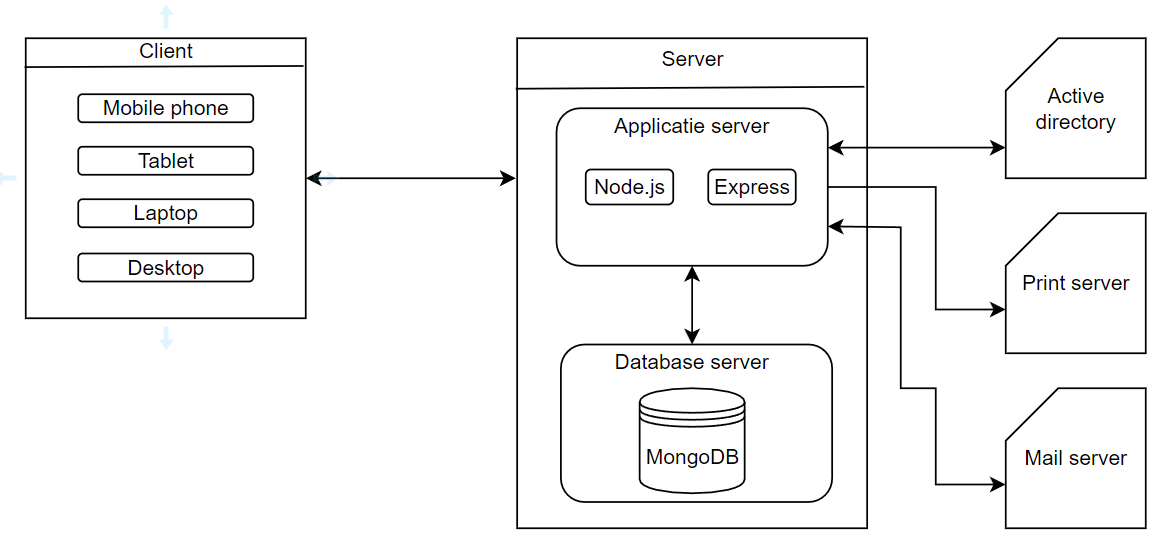 Client
Mobile phone
Tablet
Laptop
Desktop
Server
Applicatie server
Node.js
Express
Database server
MongoDB
Active
directory
Print server
Mail server